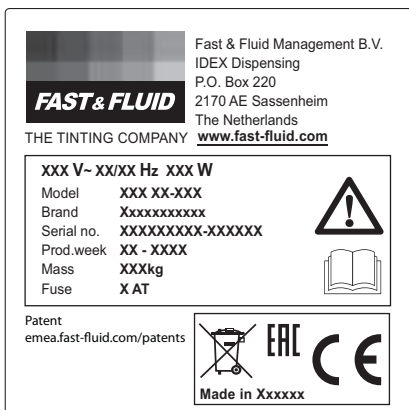 FAST & FLUID
THE TINTING COMPANY
Fast & Fluid Management B.V.
IDEX Dispensing
P.O. Box 220
2170 AE Sassenheim
The Netherlands
www.fast-fluid.com
XXX V~ XX/XX Hz XXX W
Model XXX XX-XXX
Brand Xxxxxxxxxxx
Serial no. XXXXXXXXX-XXXXXX
Prod.week XX - XXXX
Mass XXXkg
Fuse X AT
Patent
emea.fast-fluid.com/patents
EAC CE
Made in Xxxxxx